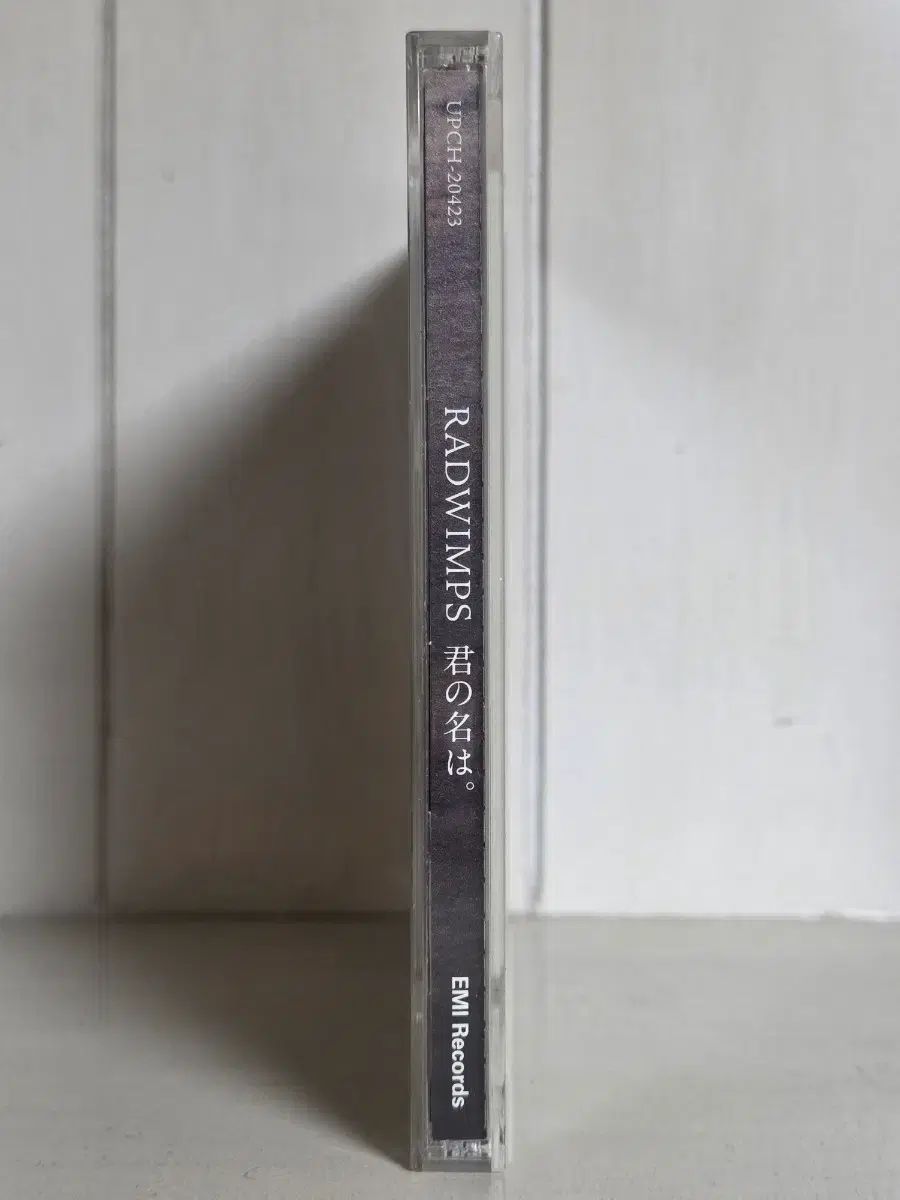 UPCH-20423
RADWIMPS 君の名は。
EMI Records